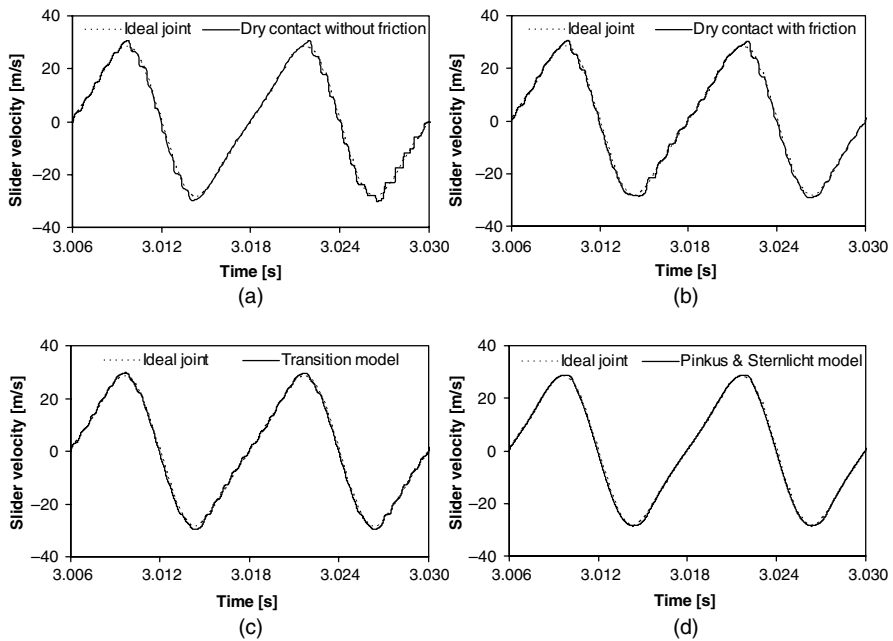 Ideal joint Dry contact without friction
Slider velocity [m/s]
40
20
0
−20
−40
3.006 3.012 3.018 3.024 3.030
Time [s]
(a)
Ideal joint Dry contact with friction
Slider velocity [m/s]
40
20
0
−20
−40
3.006 3.012 3.018 3.024 3.030
Time [s]
(b)
Ideal joint Transition model
Slider velocity [m/s]
40
20
0
−20
−40
3.006 3.012 3.018 3.024 3.030
Time [s]
(c)
Ideal joint Pinkus & Sternlicht model
Slider velocity [m/s]
40
20
0
−20
−40
3.006 3.012 3.018 3.024 3.030
Time [s]
(d)